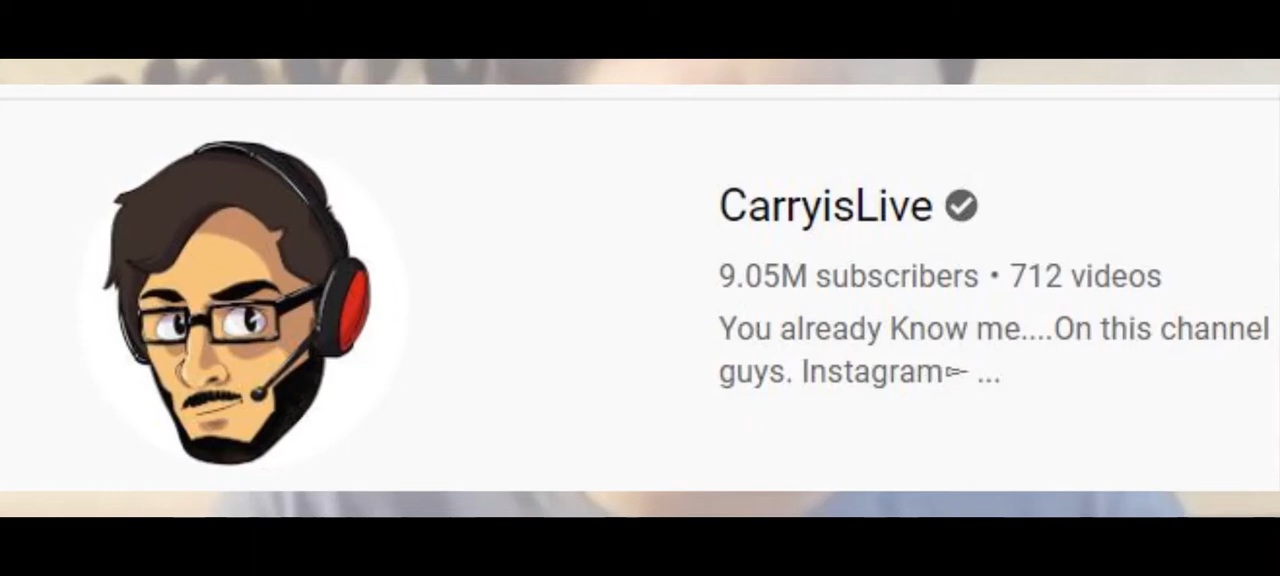 CarryisLive
9.05M subscribers • 712 videos
You already Know me....On this channel
guys. Instagram▻ ...